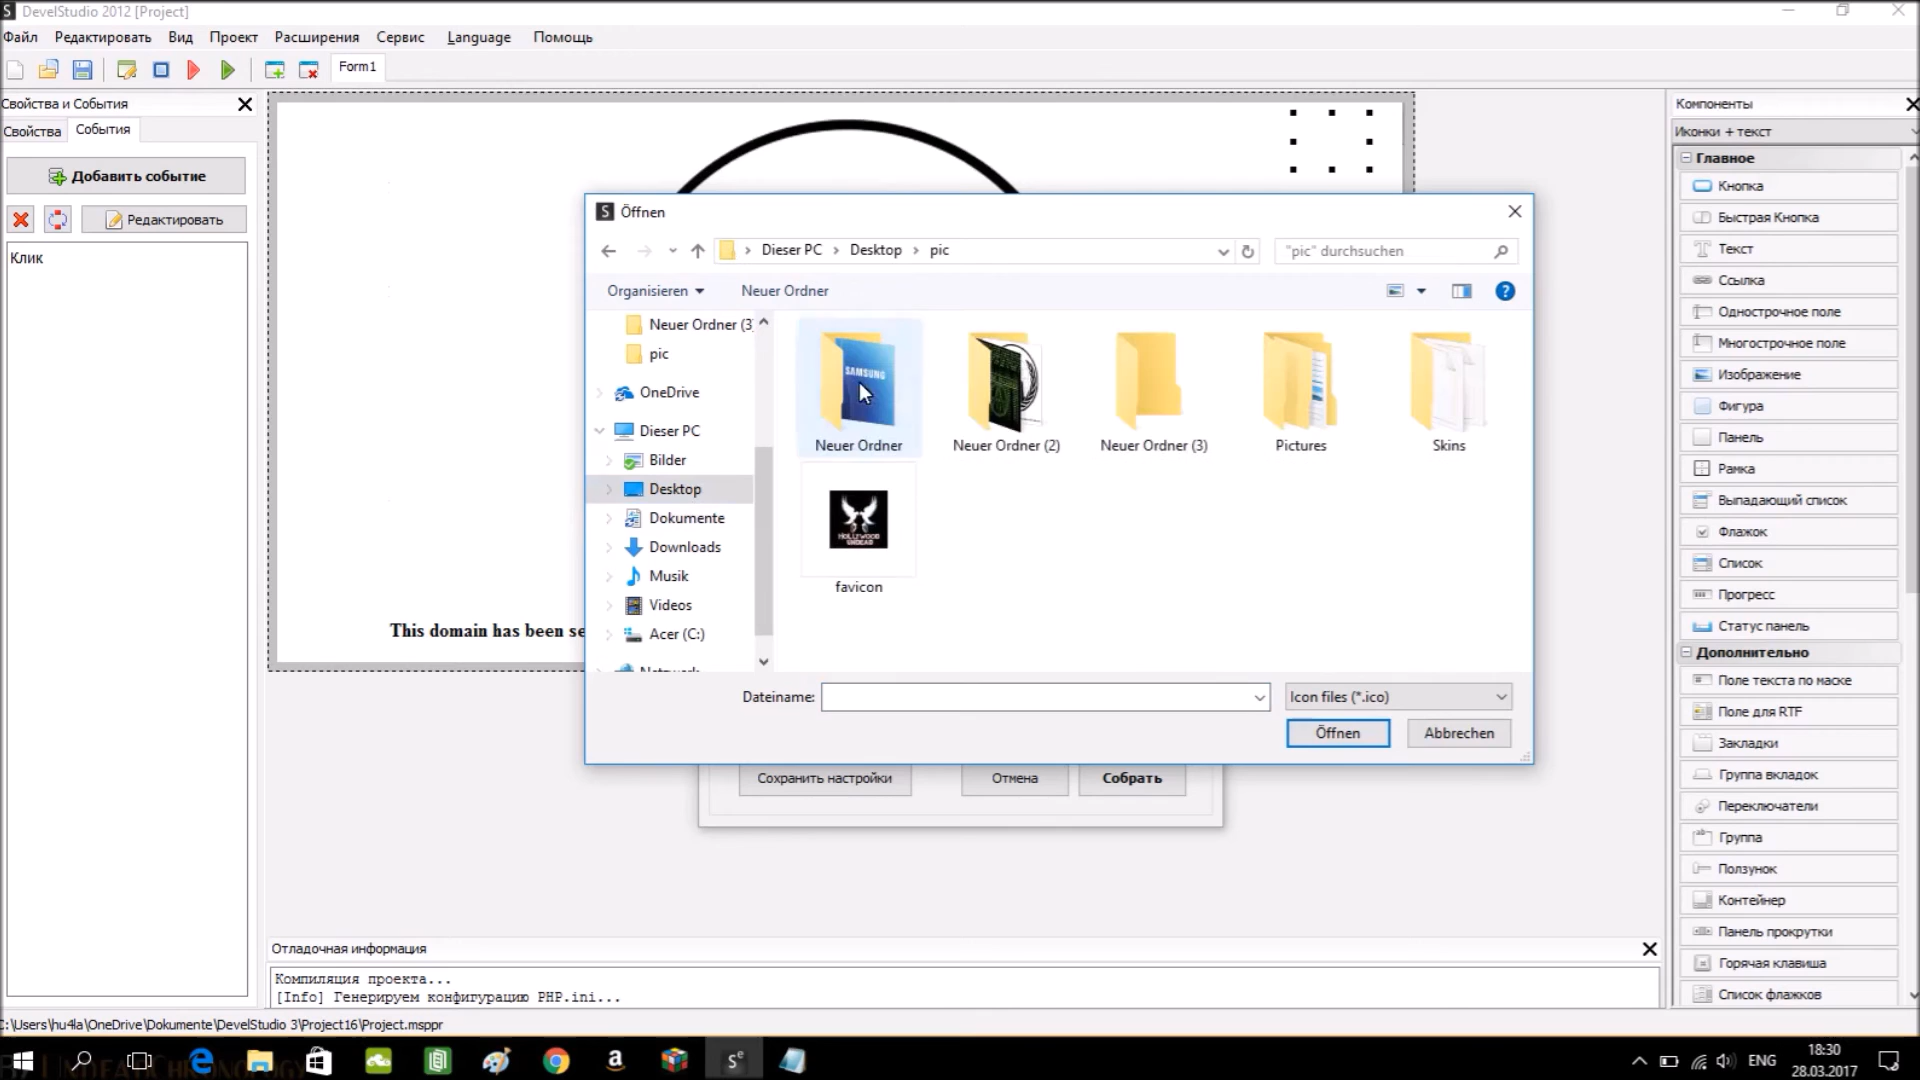 DevelStudio 2012 [Project]
Файл Редактировать Вид Проект Расширения Сервис Language Помощь
Form1
Свойства и События
Свойства События
Добавить событие
Редактировать
Клик
This domain has been se
Öffnen
Dieser PC Desktop pic
"pic" durchsuchen
Organisieren Neuer Ordner
Neuer Ordner (3)
pic
OneDrive
Dieser PC
Bilder
Desktop
Dokumente
Downloads
Musik
Videos
Acer (C:)
SAMSUNG
Neuer Ordner
Neuer Ordner (2)
Neuer Ordner (3)
Pictures
Skins
HOLLYWOOD
UNDEAD
favicon
Dateiname:
Icon files (*.ico)
Öffnen Abbrechen
Сохранить настройки Отмена Собрать
Компоненты
Иконки + текст
Главное
Кнопка
Быстрая Кнопка
Текст
Ссылка
Однострочное поле
Многострочное поле
Изображение
Фигура
Панель
Рамка
Выпадающий список
Флажок
Список
Прогресс
Статус панель
Дополнительно
Поле текста по маске
Поле для RTF
Закладки
Группа вкладок
Переключатели
Группа
Ползунок
Контейнер
Панель прокрутки
Горячая клавиша
Список флажков
Отладочная информация
Компиляция проекта...
[Info] Генерируем конфигурацию PHP.ini...
C:\Users\hu4la\OneDrive\Dokumente\DevelStudio 3\Project16\Project.msppr
ENG
18:30
28.03.2017